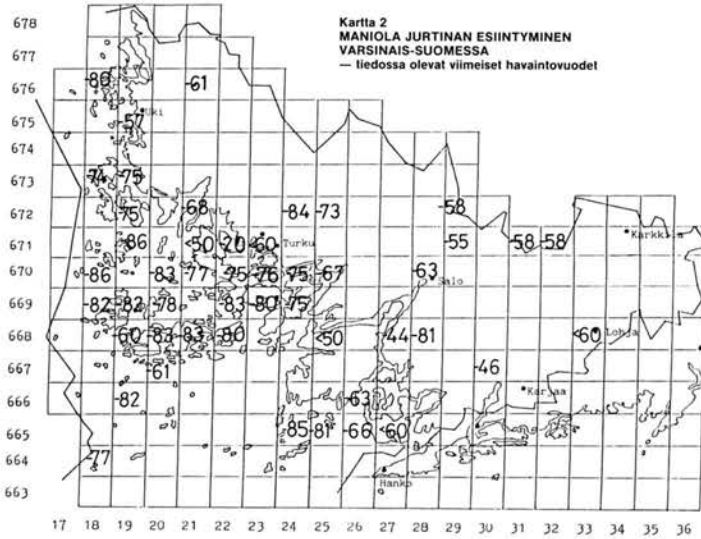 Kartta 2
MANIOLA JURTINAN ESIINTYMINEN
VARSINAIS-SUOMESSA
— tiedossa olevat viimeiset havaintovuodet
678
677
676 -80 -61
675 -57 Uki
674
673 -74 -75
672 -75 -68 -84 -73 -58
Karkkila
671 -86 <50 -20 -60 Turku -55 -58 -58
670 -86 -83 -77 -75 -76 -75 -67 -63
Salo
669 -82 -82 -78 -83 -80 -75
668 -60 -83 -83 -80 <50 -44 -81 <60 Lohja
667 -61 -46
666 -82 -63 Karjaa
665 -85 -81 -66 <60
664 -77
Hanko
663
17 18 19 20 21 22 23 24 25 26 27 28 29 30 31 32 33 34 35 36